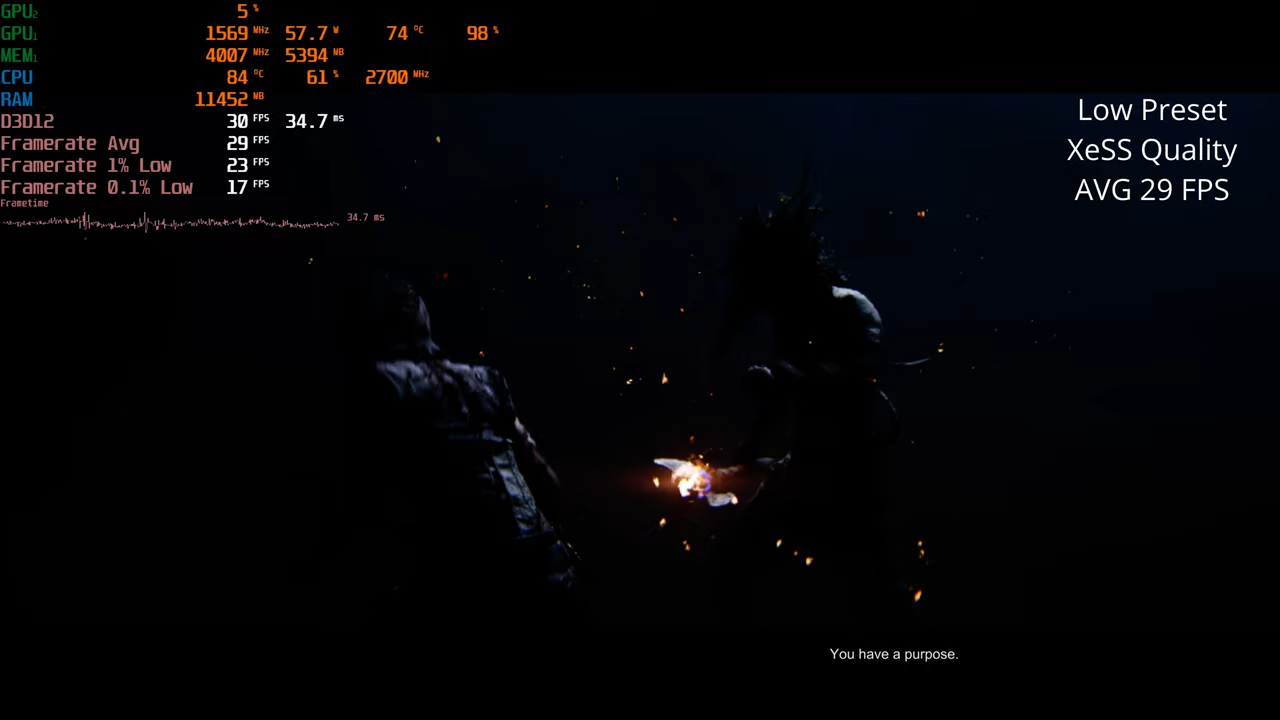 GPU2 5 %
GPU1 1569 MHz 57.7 W 74 °C 98 %
MEM1 4007 MHz 5394 MB
CPU 84 °C 61 % 2700 MHz
RAM 11452 MB
D3D12 30 FPS 34.7 ms
Framerate Avg 29 FPS
Framerate 1% Low 23 FPS
Framerate 0.1% Low 17 FPS
Frametime
34.7 ms
Low Preset
XeSS Quality
AVG 29 FPS
You have a purpose.